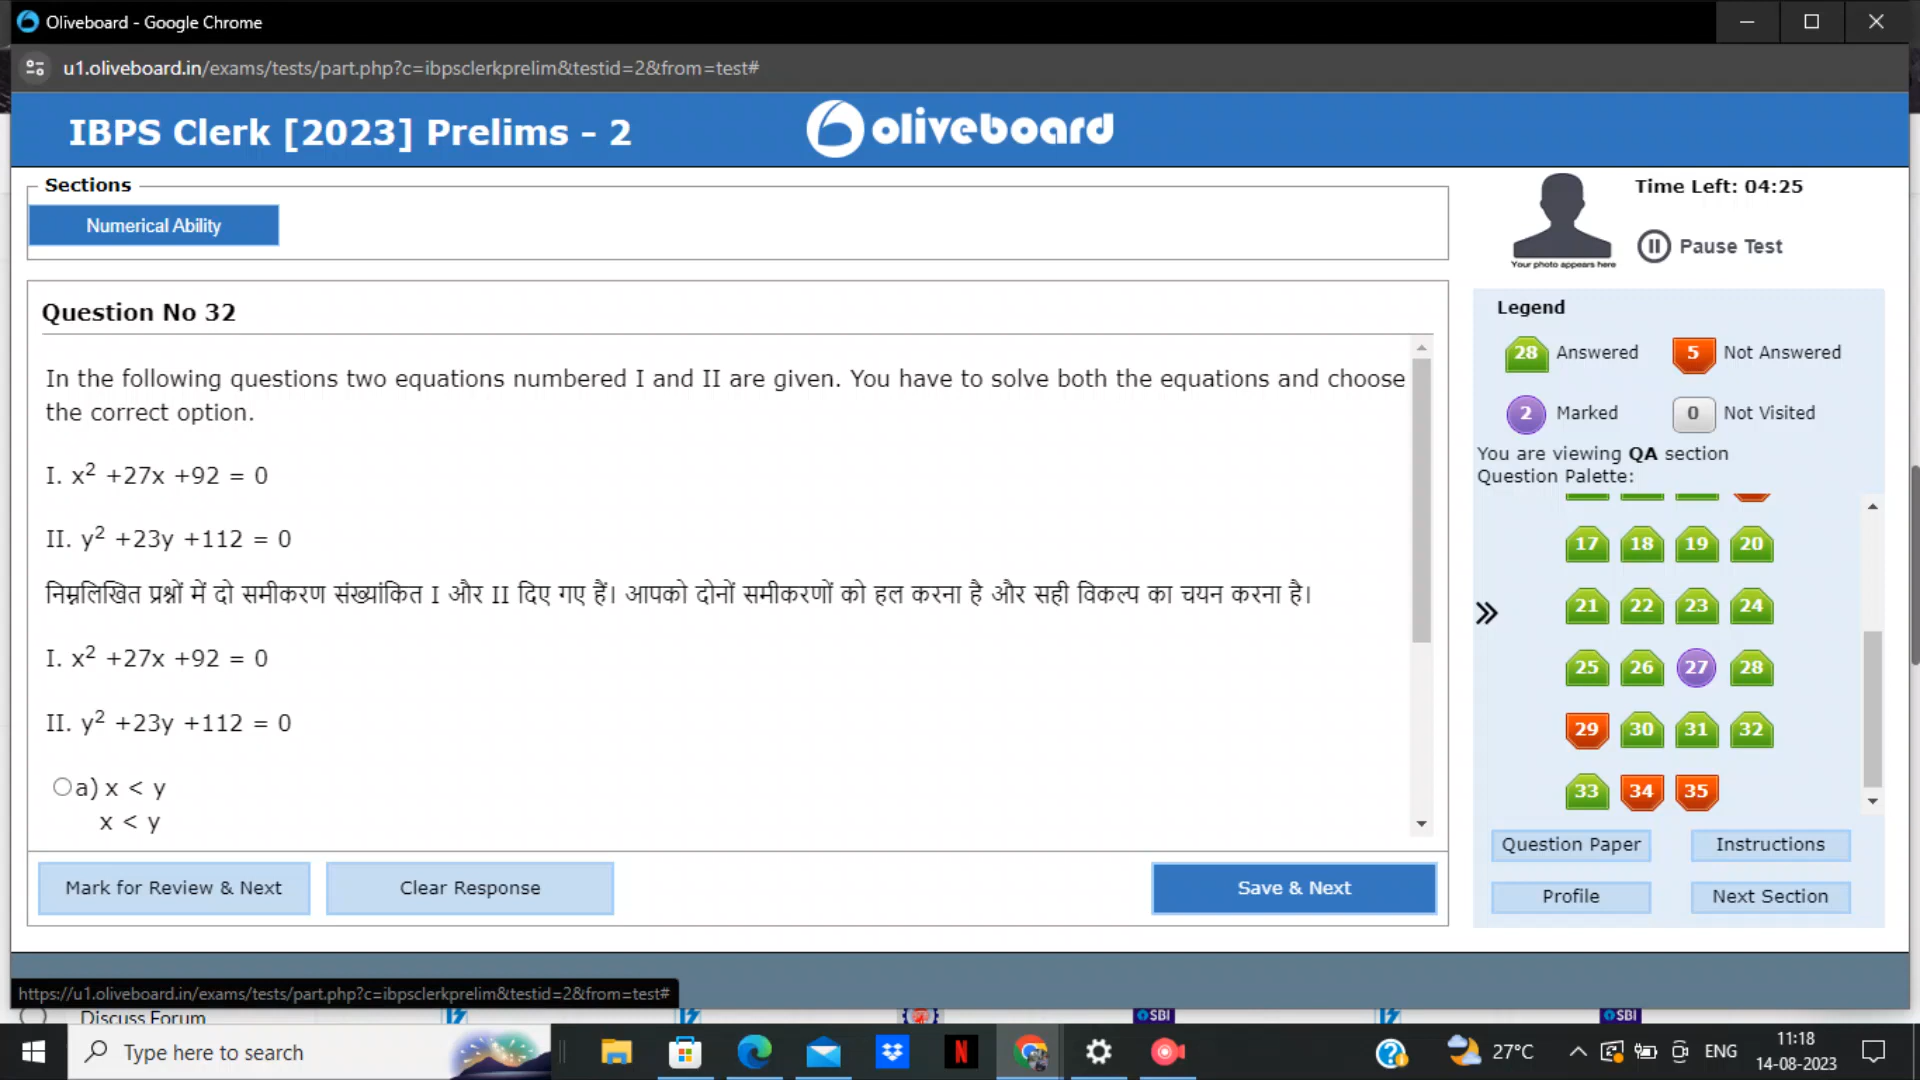 Oliveboard - Google Chrome
u1.oliveboard.in/exams/tests/part.php?c=ibpsclerkprelim&testid=2&from=test#
IBPS Clerk [2023] Prelims - 2
oliveboard
Sections
Numerical Ability
Your photo appears here
Time Left: 04:25
Pause Test
Question No 32
In the following questions two equations numbered I and II are given. You have to solve both the equations and choose
the correct option.
I. x² +27x +92 = 0
II. y² +23y +112 = 0
निम्नलिखित प्रश्नों में दो समीकरण संख्यांकित I और II दिए गए हैं। आपको दोनों समीकरणों को हल करना है और सही विकल्प का चयन करना है।
I. x² +27x +92 = 0
II. y² +23y +112 = 0
a) x < y
x < y
Mark for Review & Next
Clear Response
Save & Next
Legend
28 Answered
5 Not Answered
2 Marked
0 Not Visited
You are viewing QA section
Question Palette:
17 18 19 20
21 22 23 24
25 26 27 28
29 30 31 32
33 34 35
Question Paper
Instructions
Profile
Next Section
https://u1.oliveboard.in/exams/tests/part.php?c=ibpsclerkprelim&testid=2&from=test#
Discuss Forum
SBI
SBI
Type here to search
27°C
ENG
11:18
14-08-2023